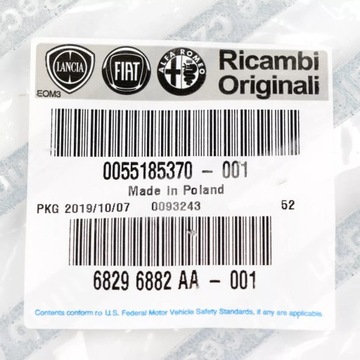 LANCIA
FIAT
ALFA ROMEO
Ricambi
Originali
EOM3
0055185370 - 001
Made in Poland
PKG 2019/10/07 0093243 52
6829 6882 AA - 001
Contents conform to U.S. Federal Motor Vehicle Safety Standards, if any are applicable.